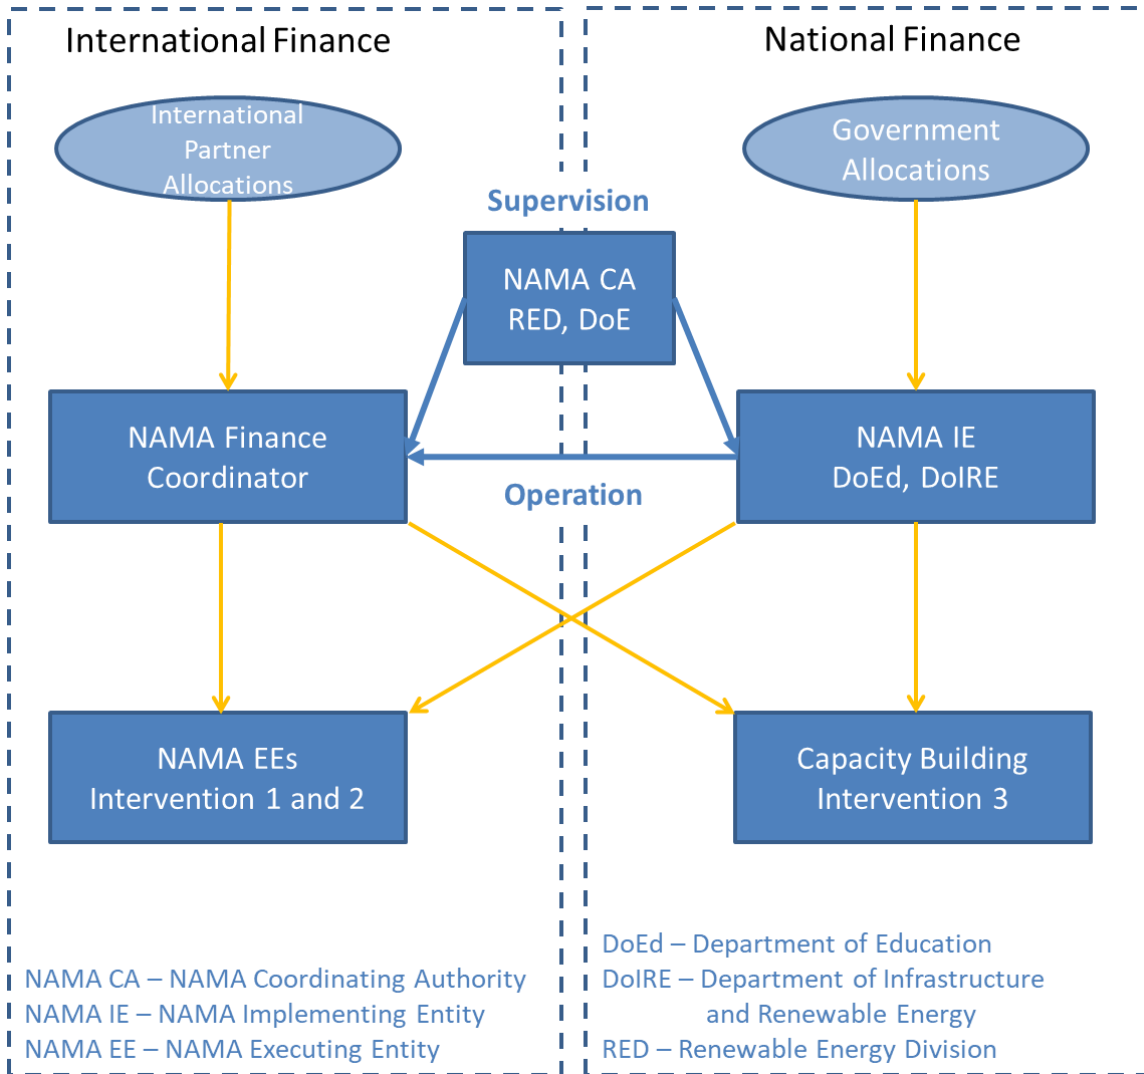 International Finance
National Finance
International
Partner
Allocations
Government
Allocations
Supervision
NAMA CA
RED, DoE
NAMA Finance
Coordinator
NAMA IE
DoEd, DoIRE
Operation
NAMA EEs
Intervention 1 and 2
Capacity Building
Intervention 3
NAMA CA – NAMA Coordinating Authority
NAMA IE – NAMA Implementing Entity
NAMA EE – NAMA Executing Entity
DoEd – Department of Education
DoIRE – Department of Infrastructure
and Renewable Energy
RED – Renewable Energy Division